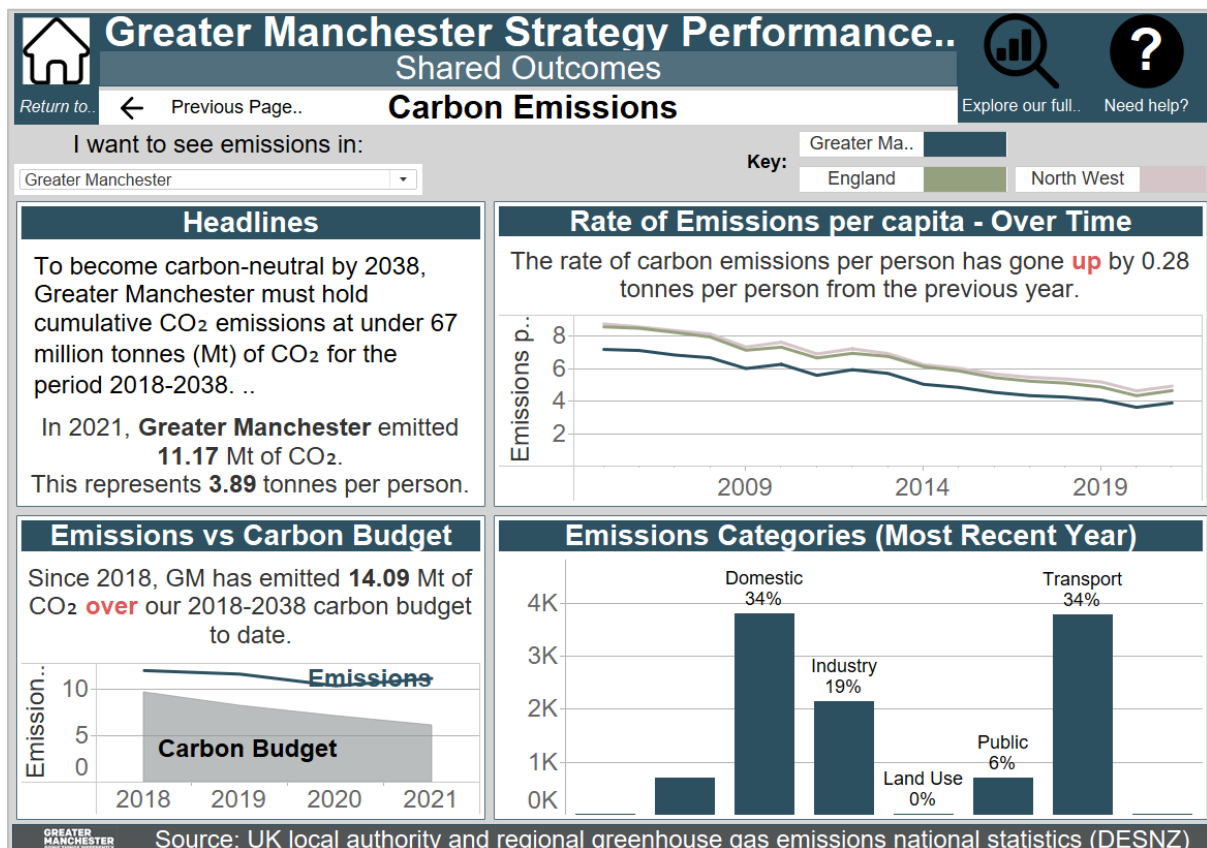 Greater Manchester Strategy Performance..
Shared Outcomes
Return to..
Previous Page..
Carbon Emissions
Explore our full..
Need help?
I want to see emissions in:
Greater Manchester
Key:
Greater Ma..
England
North West
Headlines
To become carbon-neutral by 2038,
Greater Manchester must hold
cumulative CO₂ emissions at under 67
million tonnes (Mt) of CO₂ for the
period 2018-2038. ..
In 2021, Greater Manchester emitted
11.17 Mt of CO₂.
This represents 3.89 tonnes per person.
Rate of Emissions per capita - Over Time
The rate of carbon emissions per person has gone up by 0.28
tonnes per person from the previous year.
Emissions p..
8
6
4
2
2009
2014
2019
Emissions vs Carbon Budget
Since 2018, GM has emitted 14.09 Mt of
CO₂ over our 2018-2038 carbon budget
to date.
Emission..
10
5
0
Emissions
Carbon Budget
2018
2019
2020
2021
Emissions Categories (Most Recent Year)
4K
3K
2K
1K
0K
Domestic
34%
Industry
19%
Land Use
0%
Public
6%
Transport
34%
GREATER
MANCHESTER
Source: UK local authority and regional greenhouse gas emissions national statistics (DESNZ)